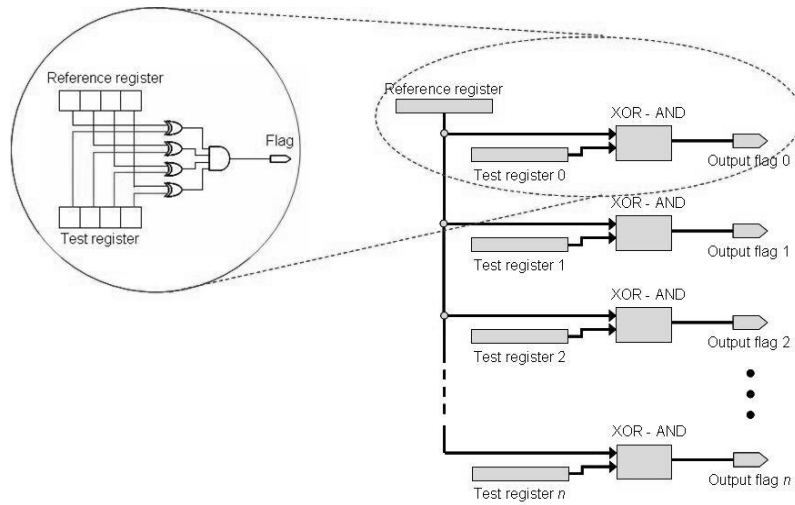 Reference register
Flag
Test register
Reference register
XOR - AND
Output flag 0
Test register 0
XOR - AND
Output flag 1
Test register 1
XOR - AND
Output flag 2
Test register 2
XOR - AND
Output flag n
Test register n